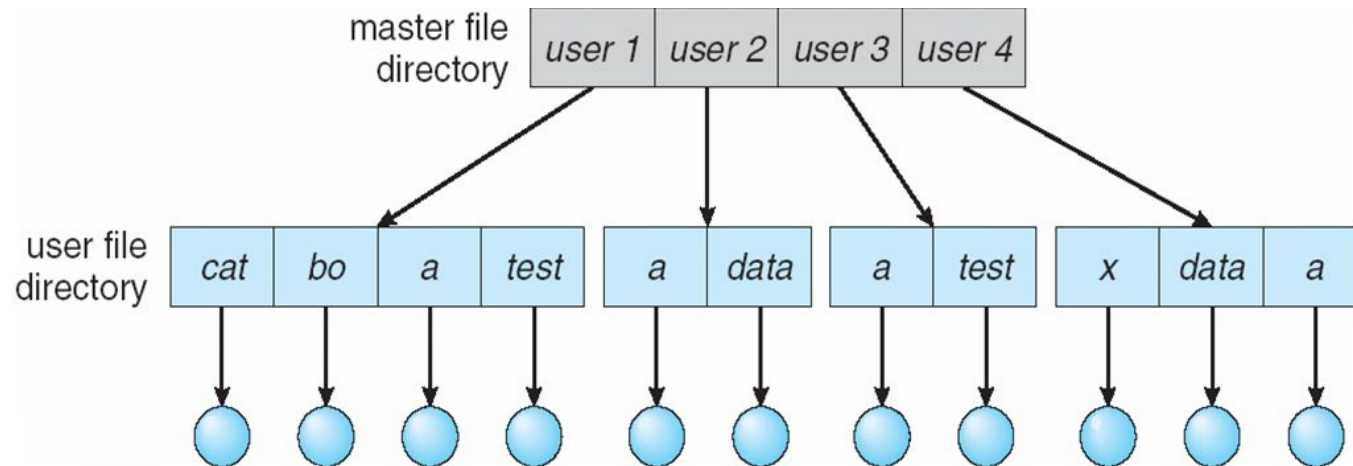 master file
directory
user 1 user 2 user 3 user 4
user file
directory
cat bo a test a data a test x data a